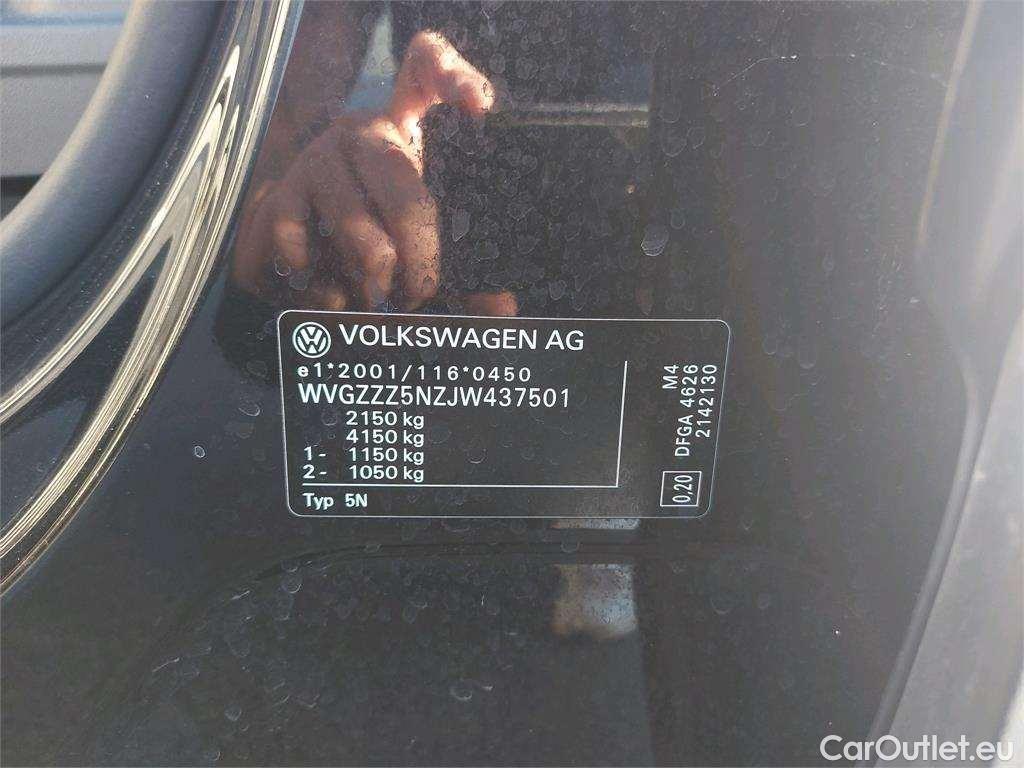 VOLKSWAGEN AG
e1*2001/116*0450
WVGZZZ5NZJW437501
2150 kg
4150 kg
1- 1150 kg
2- 1050 kg
Typ 5N
M4
DFGA 4626
2142130
0,20
CarOutlet.eu